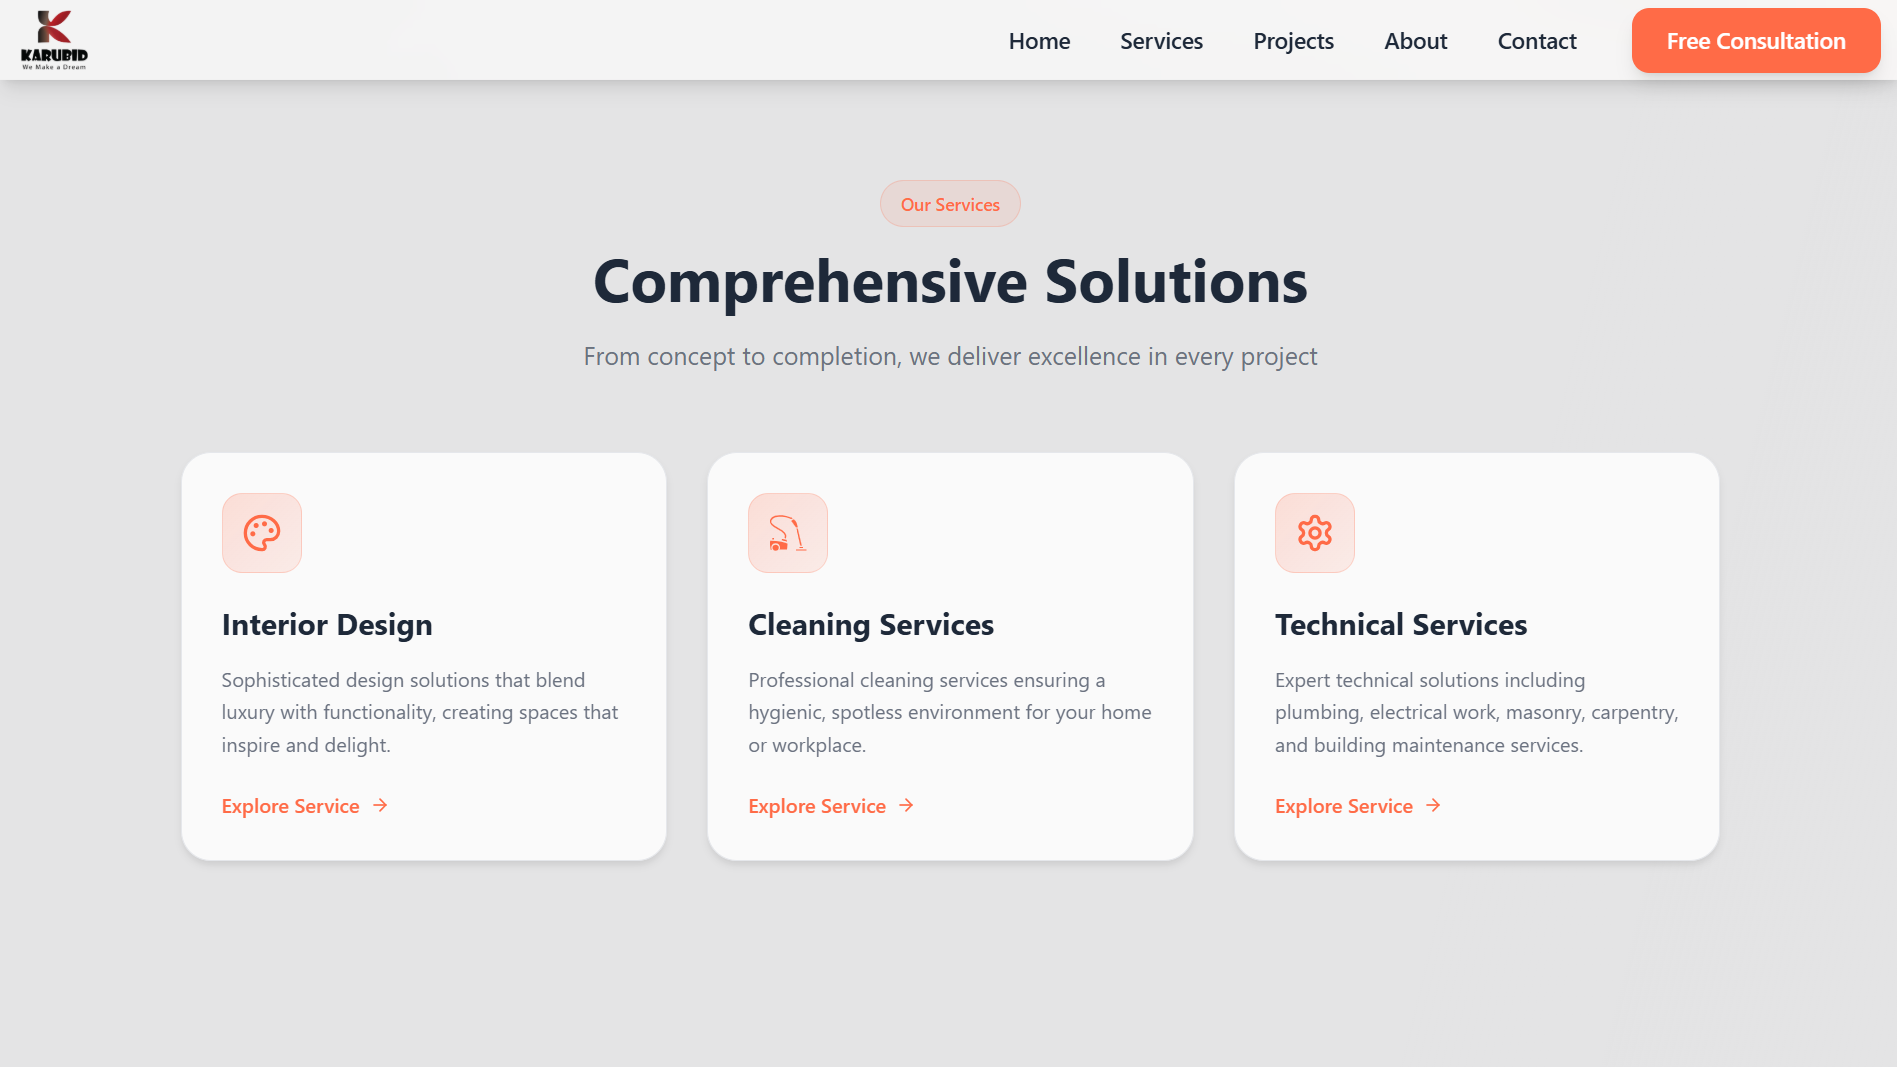 KARUBID
We Make a Dream
Home
Services
Projects
About
Contact
Free Consultation
Our Services
Comprehensive Solutions
From concept to completion, we deliver excellence in every project
Interior Design
Sophisticated design solutions that blend
luxury with functionality, creating spaces that
inspire and delight.
Explore Service
Cleaning Services
Professional cleaning services ensuring a
hygienic, spotless environment for your home
or workplace.
Explore Service
Technical Services
Expert technical solutions including
plumbing, electrical work, masonry, carpentry,
and building maintenance services.
Explore Service